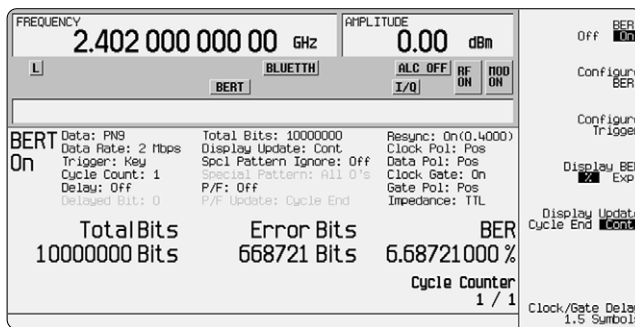 FREQUENCY
2.402 000 000 00 GHz
AMPLITUDE
0.00 dBm
L
BLUETTH
ALC OFF
RF ON
MOD ON
BERT
I/Q
BERT On
Data: PN9
Data Rate: 2 Mbps
Trigger: Key
Cycle Count: 1
Delay: Off
Delayed Bit: 0
Total Bits: 10000000
Display Update: Cont
Spcl Pattern Ignore: Off
Special Pattern: All 0's
P/F: Off
P/F Update: Cycle End
Resync: On(0.4000)
Clock Pol: Pos
Data Pol: Pos
Clock Gate: On
Gate Pol: Pos
Impedance: TTL
Total Bits
10000000 Bits
Error Bits
668721 Bits
BER
6.68721000 %
Cycle Counter
1 / 1
BER
Off On
Configur
BER
Configur
Trigger
Display BE
% Exp
Display Update
Cycle End Cont
Clock/Gate Delay
1.5 Symbols